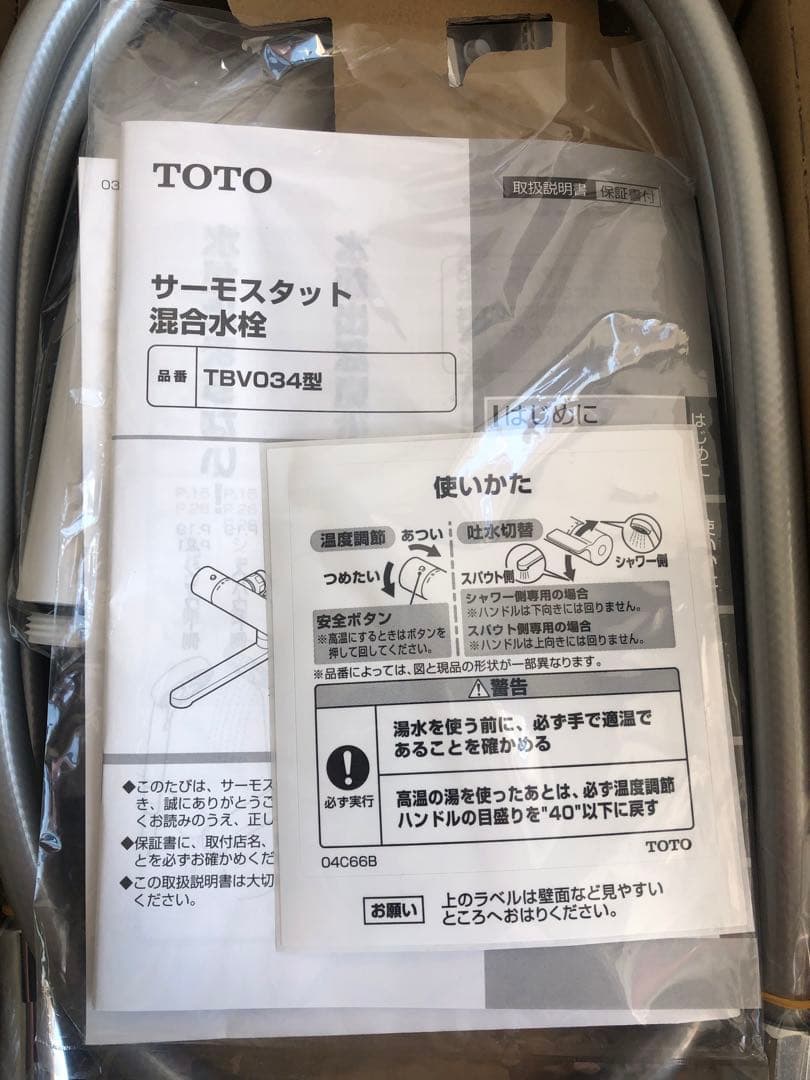 03
TOTO
取扱説明書 保証書付
サーモスタット
混合水栓
品番 TBV034型
はじめに
はじめに
使いかた
温度調節
あつい
つめたい
安全ボタン
※高温にするときはボタンを
押して回してください。
吐水切替
スパウト側
シャワー側
シャワー側専用の場合
※ハンドルは下向きには回りません。
スパウト側専用の場合
※ハンドルは上向きには回りません。
※品番によっては、図と現品の形状が一部異なります。
警告
必ず実行
湯水を使う前に、必ず手で適温で
あることを確かめる
高温の湯を使ったあとは、必ず温度調節
ハンドルの目盛りを"40"以下に戻す
04C66B
TOTO
お願い
上のラベルは壁面など見やすい
ところへおはりください。
◆このたびは、サーモス
き、誠にありがとうご
くお読みのうえ、正し
◆保証書に、取付店名、
とを必ずお確かめくだ
◆この取扱説明書は大切
ください。